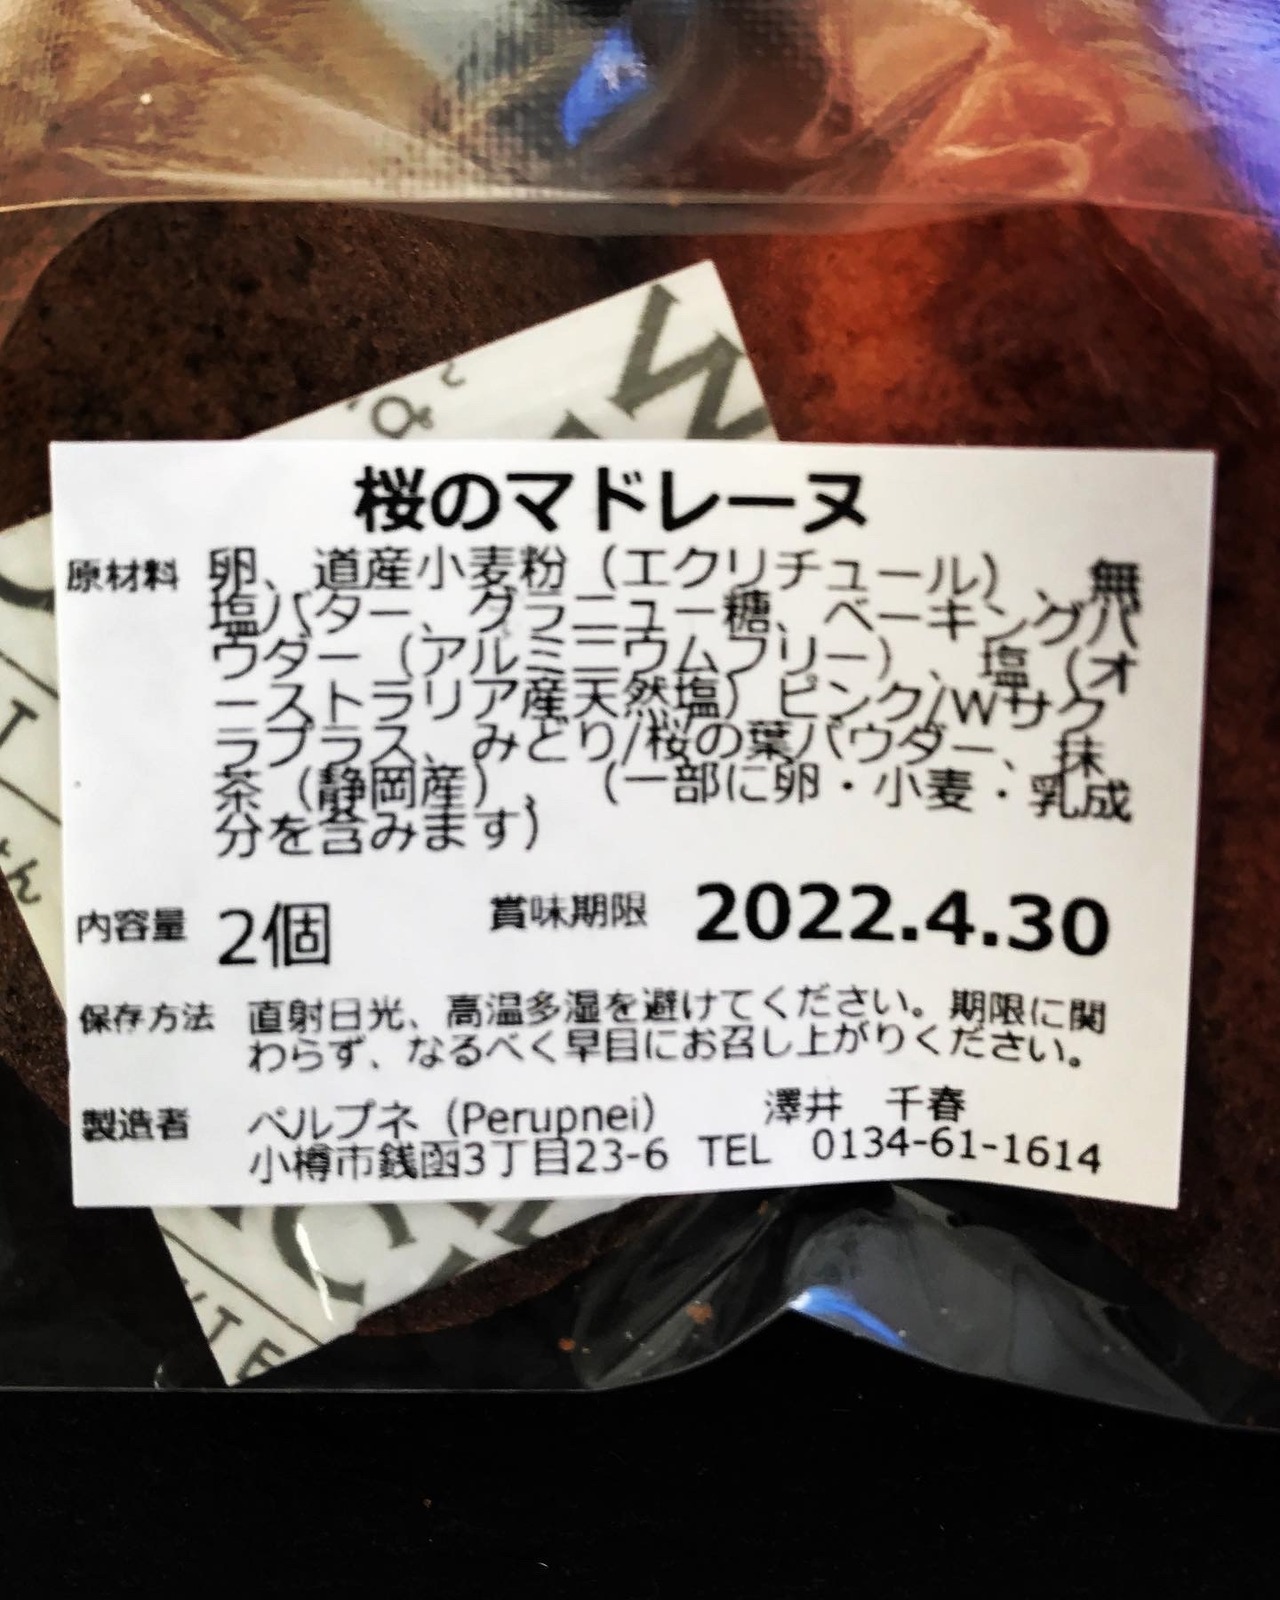 桜のマドレーヌ
原材料 卵、道産小麦粉（エクリチュール）、無
塩バター、グラニュー糖、ベーキングパ
ウダー（アルミニウムフリー）、塩（オ
ーストラリア産天然塩）ピンク/Wサク
ラプラス、みどり/桜の葉パウダー、抹
茶（静岡産）、（一部に卵・小麦・乳成
分を含みます）
内容量 2個 賞味期限 2022.4.30
保存方法 直射日光、高温多湿を避けてください。期限に関
わらず、なるべく早目にお召し上がりください。
製造者 ペルプネ（Perupnei） 澤井 千春
小樽市銭函3丁目23-6 TEL 0134-61-1614